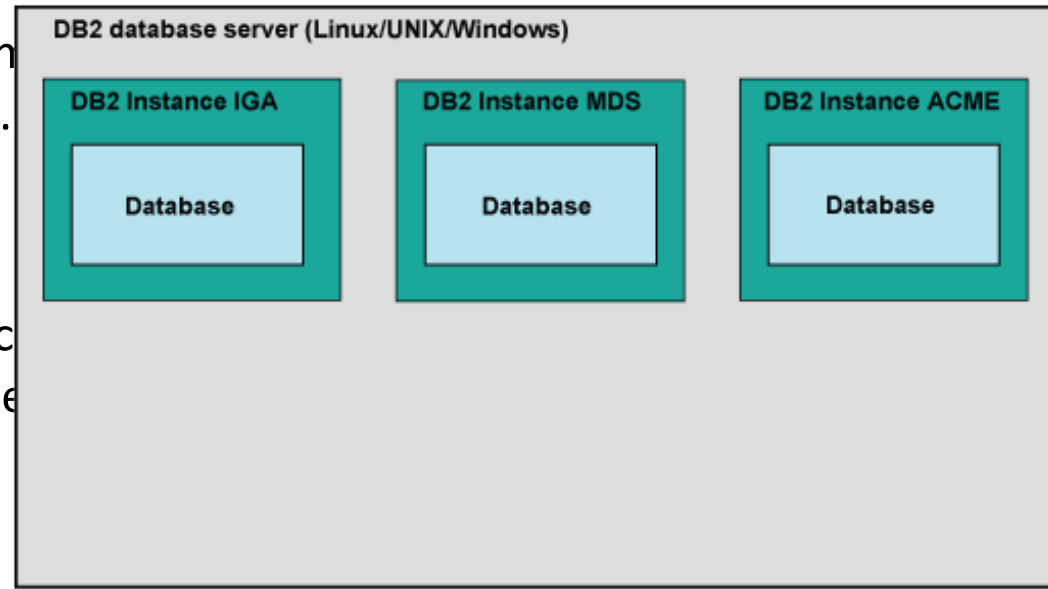 DB2 database server (Linux/UNIX/Windows)
DB2 Instance IGA
DB2 Instance MDS
DB2 Instance ACME
Database
Database
Database